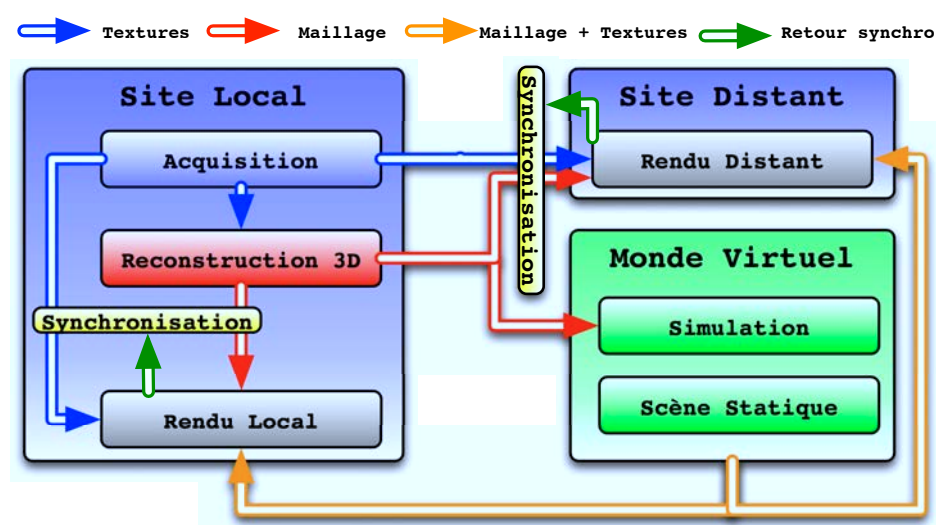 Textures
Maillage
Maillage + Textures
Retour synchro
Site Local
Acquisition
Reconstruction 3D
Synchronisation
Rendu Local
Synchronisation
Site Distant
Rendu Distant
Monde Virtuel
Simulation
Scène Statique